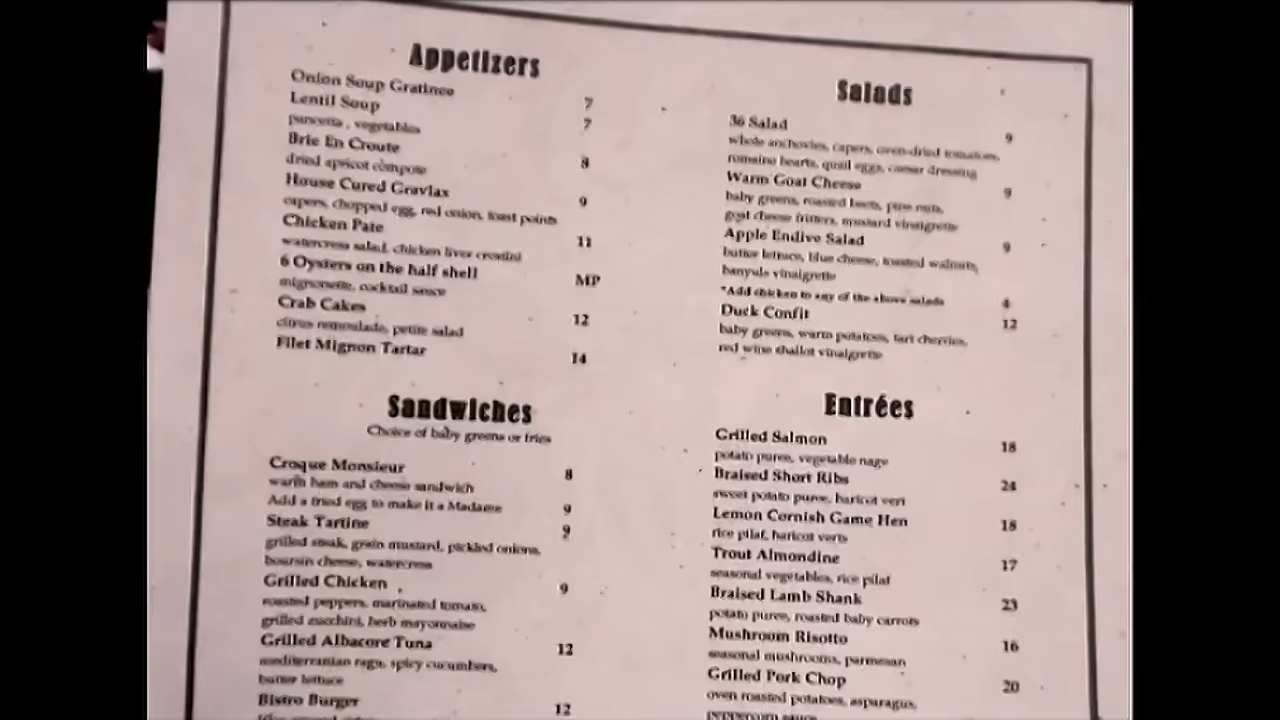 Appetizers
Onion Soup Gratinee 7
Lentil Soup 7
pancetta , vegetables
Brie En Croute 8
dried apricot compote
House Cured Gravlax 9
capers, chopped egg, red onion, toast points
Chicken Pate 11
watercress salad, chicken liver crostini
6 Oysters on the half shell MP
mignonette, cocktail sauce
Crab Cakes 12
citrus remoulade, petite salad
Filet Mignon Tartar 14
Sandwiches
Choice of baby greens or fries
Croque Monsieur 8
warm ham and cheese sandwich
Add a fried egg to make it a Madame 9
Steak Tartine 9
grilled steak, grain mustard, pickled onions,
boursin cheese, watercress
Grilled Chicken 9
roasted peppers, marinated tomato,
grilled zucchini, herb mayonnaise
Grilled Albacore Tuna 12
mediterranean ragu, spicy cucumbers,
butter lettuce
Bistro Burger 12
Salads
36 Salad 9
whole anchovies, capers, oven-dried tomatoes,
romaine hearts, quail eggs, caesar dressing
Warm Goat Cheese 9
baby greens, roasted beets, pine nuts,
goat cheese fritters, mustard vinaigrette
Apple Endive Salad 9
butter lettuce, blue cheese, toasted walnuts,
banyuls vinaigrette
*Add chicken to any of the above salads 4
Duck Confit 12
baby greens, warm potatoes, tart cherries,
red wine shallot vinaigrette
Entrées
Grilled Salmon 18
potato puree, vegetable nage
Braised Short Ribs 24
sweet potato puree, haricot vert
Lemon Cornish Game Hen 18
rice pilaf, haricot verts
Trout Almondine 17
seasonal vegetables, rice pilaf
Braised Lamb Shank 23
potato puree, roasted baby carrots
Mushroom Risotto 16
seasonal mushrooms, parmesan
Grilled Pork Chop 20
oven roasted potatoes, asparagus,
peppercorn sauce